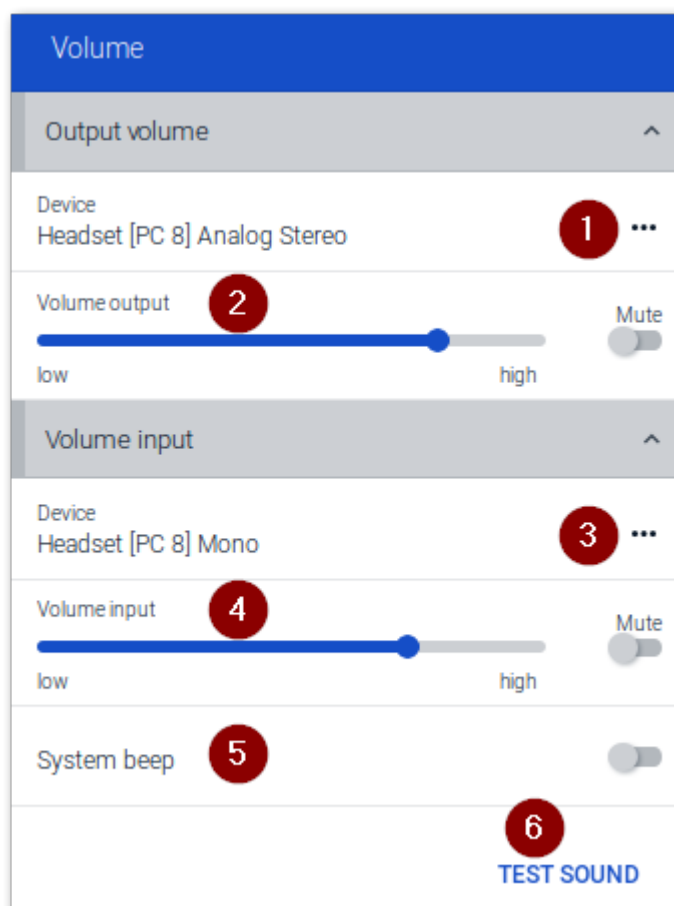 Volume
Output volume
Device
Headset [PC 8] Analog Stereo
1
•••
Volume output
2
Mute
low
high
Volume input
Device
Headset [PC 8] Mono
3
•••
Volume input
4
Mute
low
high
System beep
5
6
TEST SOUND